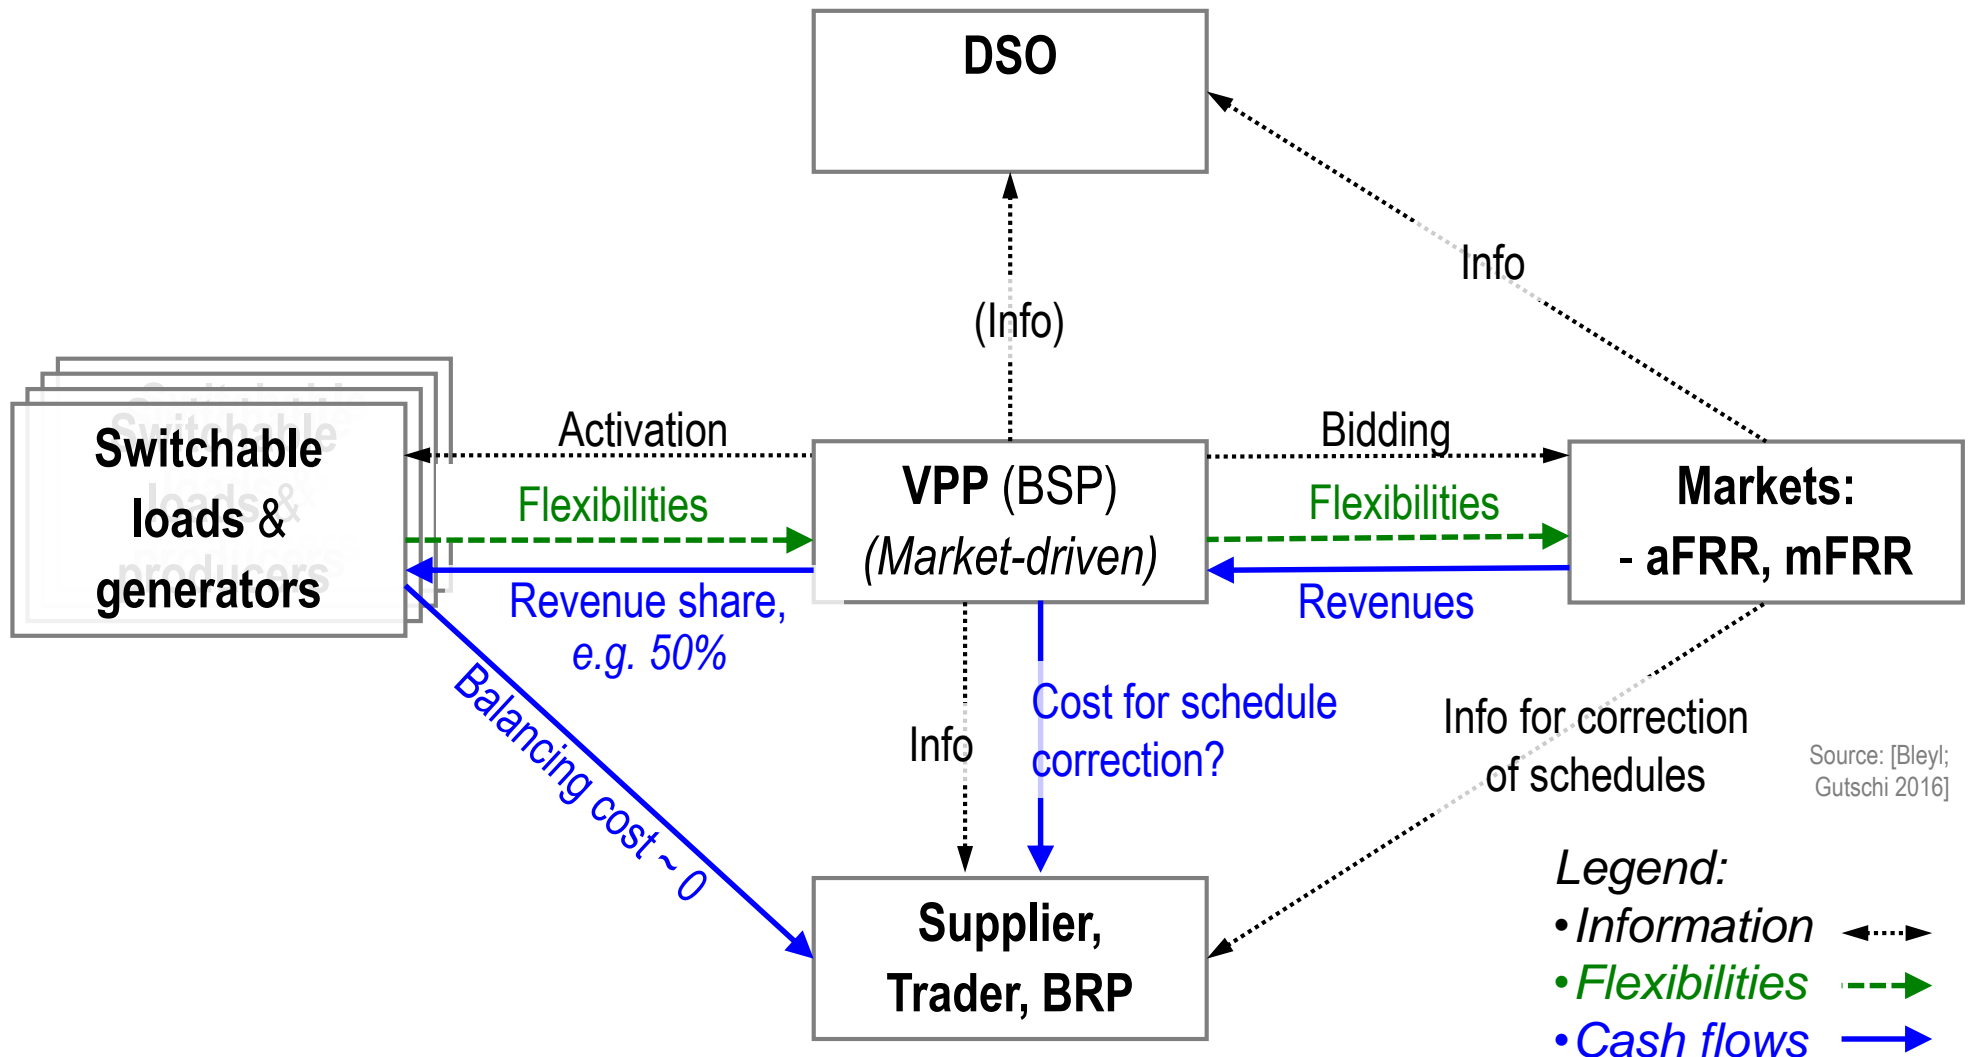 DSO
Info
(Info)
Activation
Bidding
Switchable
loads &
generators
Flexibilities
VPP (BSP)
(Market-driven)
Flexibilities
Markets:
- aFRR, mFRR
Revenue share,
e.g. 50%
Revenues
Balancing cost ~ 0
Info
Cost for schedule
correction?
Info for correction
of schedules
Source: [Bleyl;
Gutschi 2016]
Supplier,
Trader, BRP
Legend:
• Information
• Flexibilities
• Cash flows